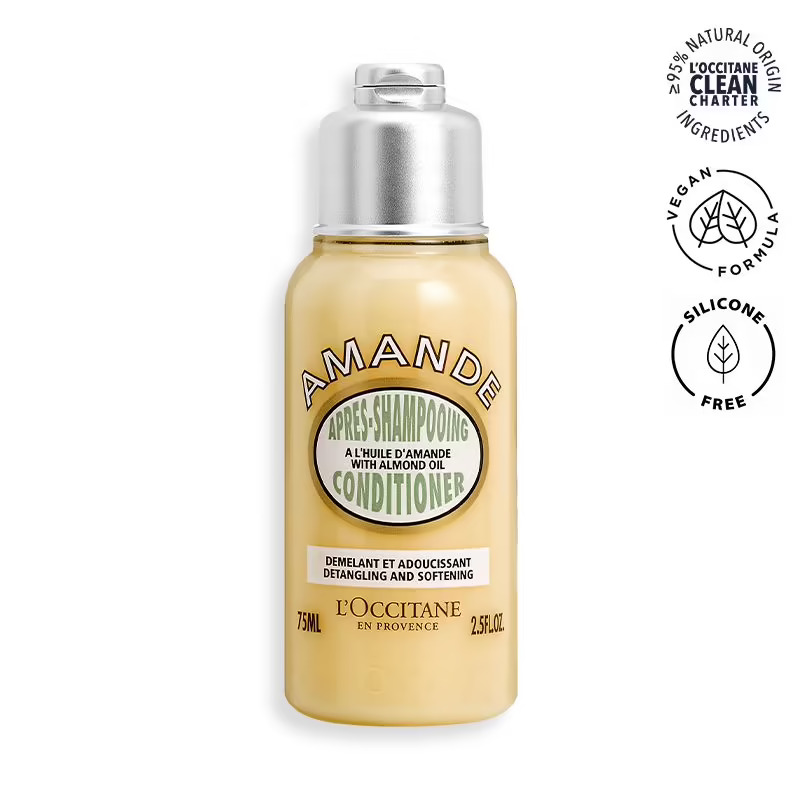 AMANDE
APRES-SHAMPOOING
A L'HUILE D'AMANDE
WITH ALMOND OIL
CONDITIONER
DEMELANT ET ADOUCISSANT
DETANGLING AND SOFTENING
L'OCCITANE
EN PROVENCE
75ML
2.5FL.OZ.
≥95% NATURAL ORIGIN
L'OCCITANE
CLEAN
CHARTER
INGREDIENTS
VEGAN
FORMULA
SILICONE
FREE